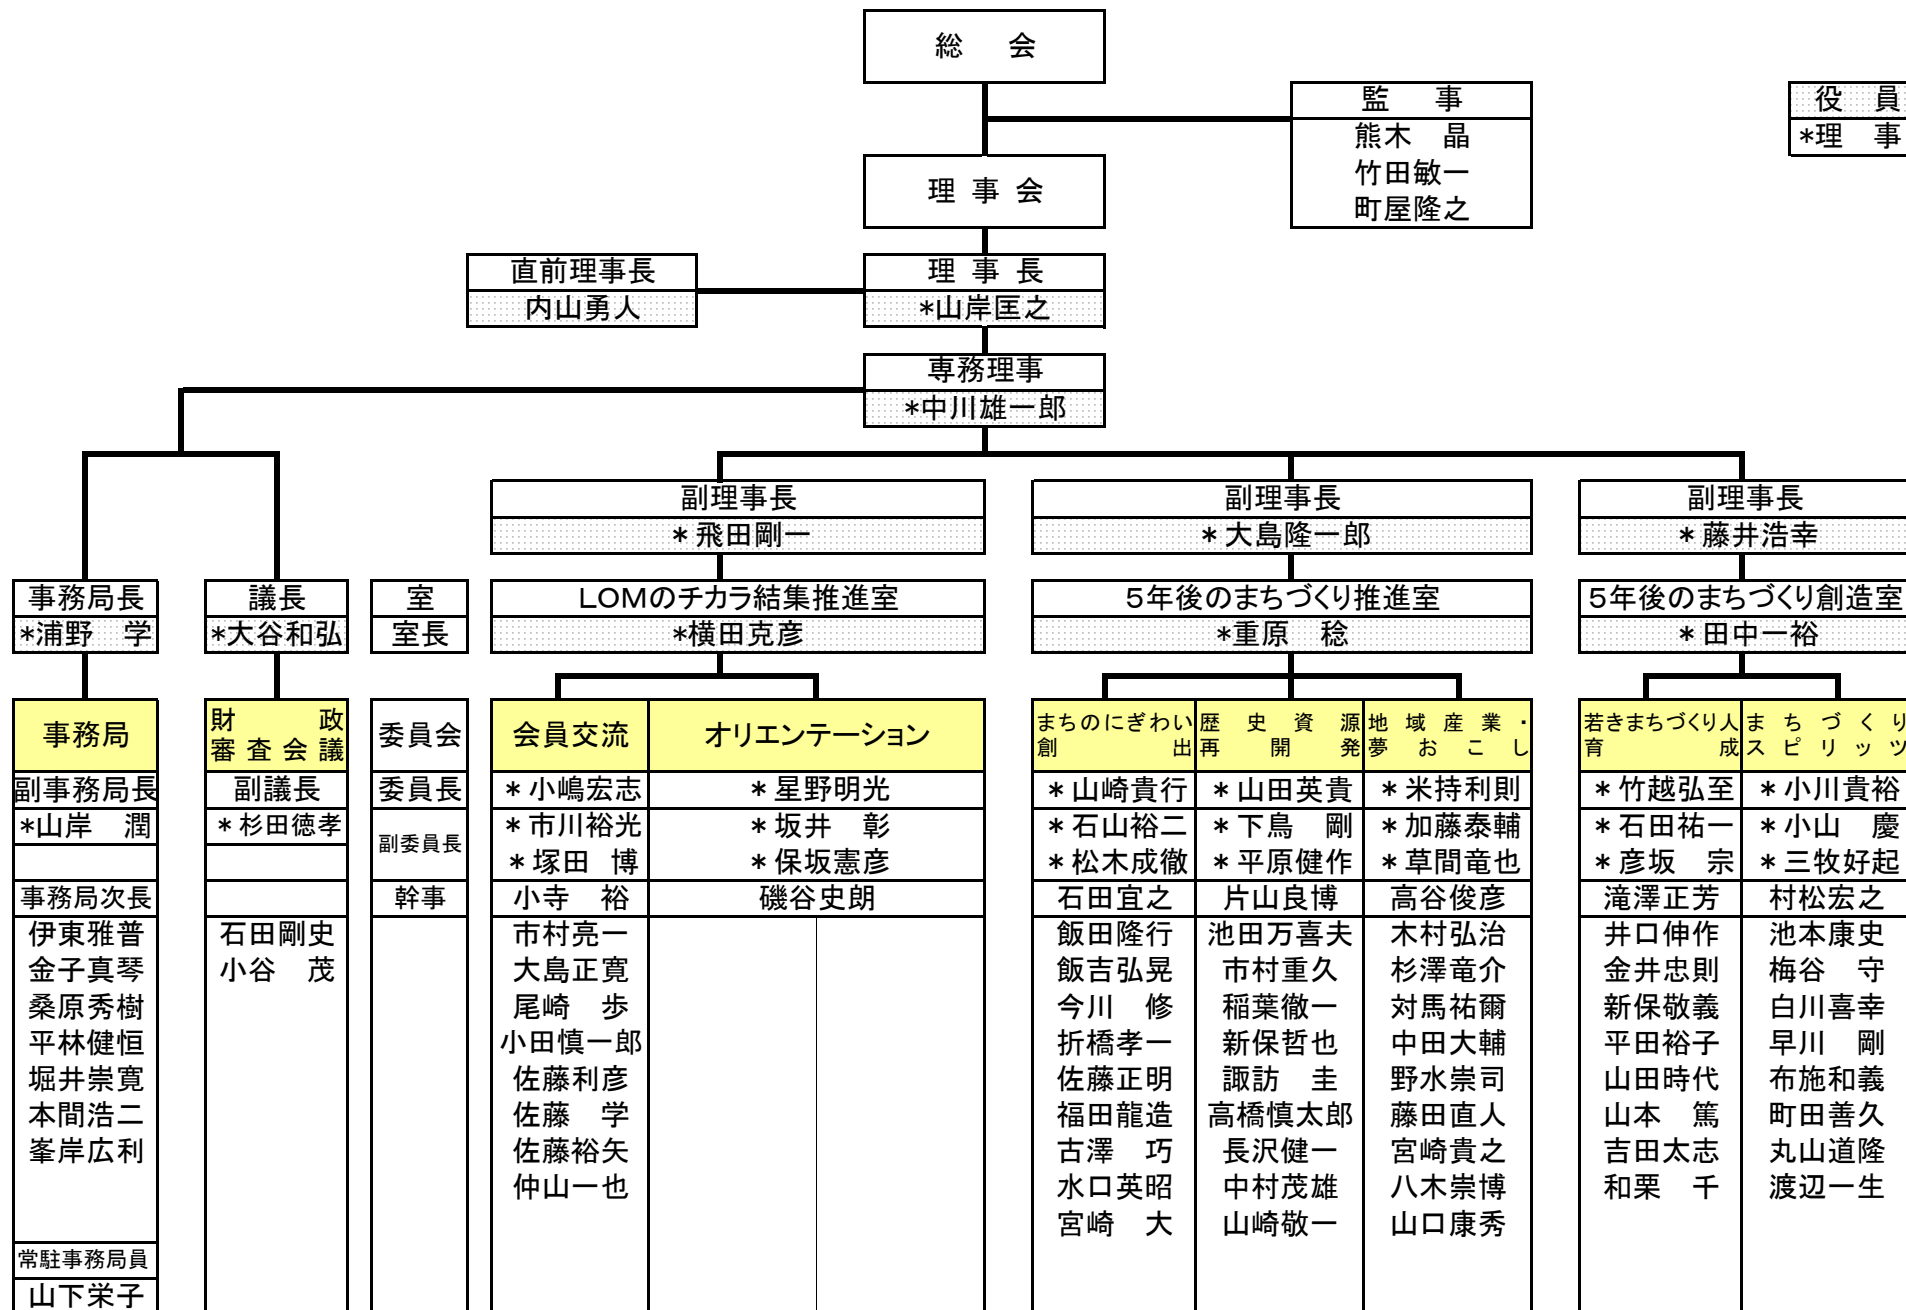 総　会
監　事
熊木　晶
竹田敏一
町屋隆之
役　員
*理　事
理 事 会
直前理事長
内山勇人
理 事 長
*山岸匡之
専務理事
*中川雄一郎
副理事長
*飛田剛一
副理事長
*大島隆一郎
副理事長
*藤井浩幸
事務局長
*浦野　学
議長
*大谷和弘
室
室長
LOMのチカラ結集推進室
*横田克彦
5年後のまちづくり推進室
*重原　稔
5年後のまちづくり創造室
*田中一裕
事務局
副事務局長
*山岸　潤
事務局次長
伊東雅普
金子真琴
桑原秀樹
平林健恒
堀井崇寛
本間浩二
峯岸広利
常駐事務局員
山下栄子
財　政
審査会議
副議長
*杉田徳孝
石田剛史
小谷　茂
委員会
委員長
副委員長
幹事
会員交流
*小嶋宏志
*市川裕光
*塚田　博
小寺　裕
市村亮一
大島正寛
尾崎　歩
小田慎一郎
佐藤利彦
佐藤　学
佐藤裕矢
仲山一也
オリエンテーション
*星野明光
*坂井　彰
*保坂憲彦
磯谷史朗
まちのにぎわい
創　出
*山崎貴行
*石山裕二
*松木成徹
石田宜之
飯田隆行
飯吉弘晃
今川　修
折橋孝一
佐藤正明
福田龍造
古澤　巧
水口英昭
宮崎　大
歴史資源
再開発
*山田英貴
*下鳥　剛
*平原健作
片山良博
池田万喜夫
市村重久
稲葉徹一
新保哲也
諏訪　圭
高橋慎太郎
長沢健一
中村茂雄
山崎敬一
地域産業・
夢おこし
*米持利則
*加藤泰輔
*草間竜也
高谷俊彦
木村弘治
杉澤竜介
対馬祐爾
中田大輔
野水崇司
藤田直人
宮崎貴之
八木崇博
山口康秀
若きまちづくり人
育　成
*竹越弘至
*石田祐一
*彦坂　宗
滝澤正芳
井口伸作
金井忠則
新保敬義
平田裕子
山田時代
山本　篤
吉田太志
和栗　千
まちづくり
スピリッツ
*小川貴裕
*小山　慶
*三牧好起
村松宏之
池本康史
梅谷　守
白川喜幸
早川　剛
布施和義
町田善久
丸山道隆
渡辺一生